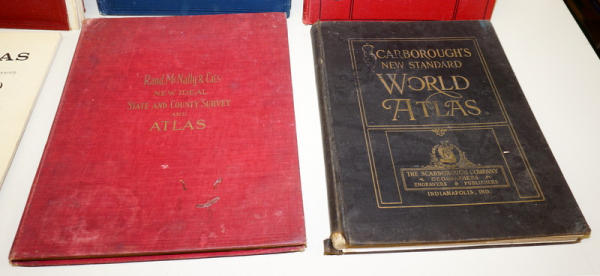 AS
Rand, McNally & Co.'s
NEW IDEAL
STATE AND COUNTY SURVEY
AND
ATLAS
SCARBOROUGH'S
NEW STANDARD
WORLD
ATLAS
THE SCARBOROUGH COMPANY
GEOGRAPHERS
ENGRAVERS & PUBLISHERS
INDIANAPOLIS, IND.